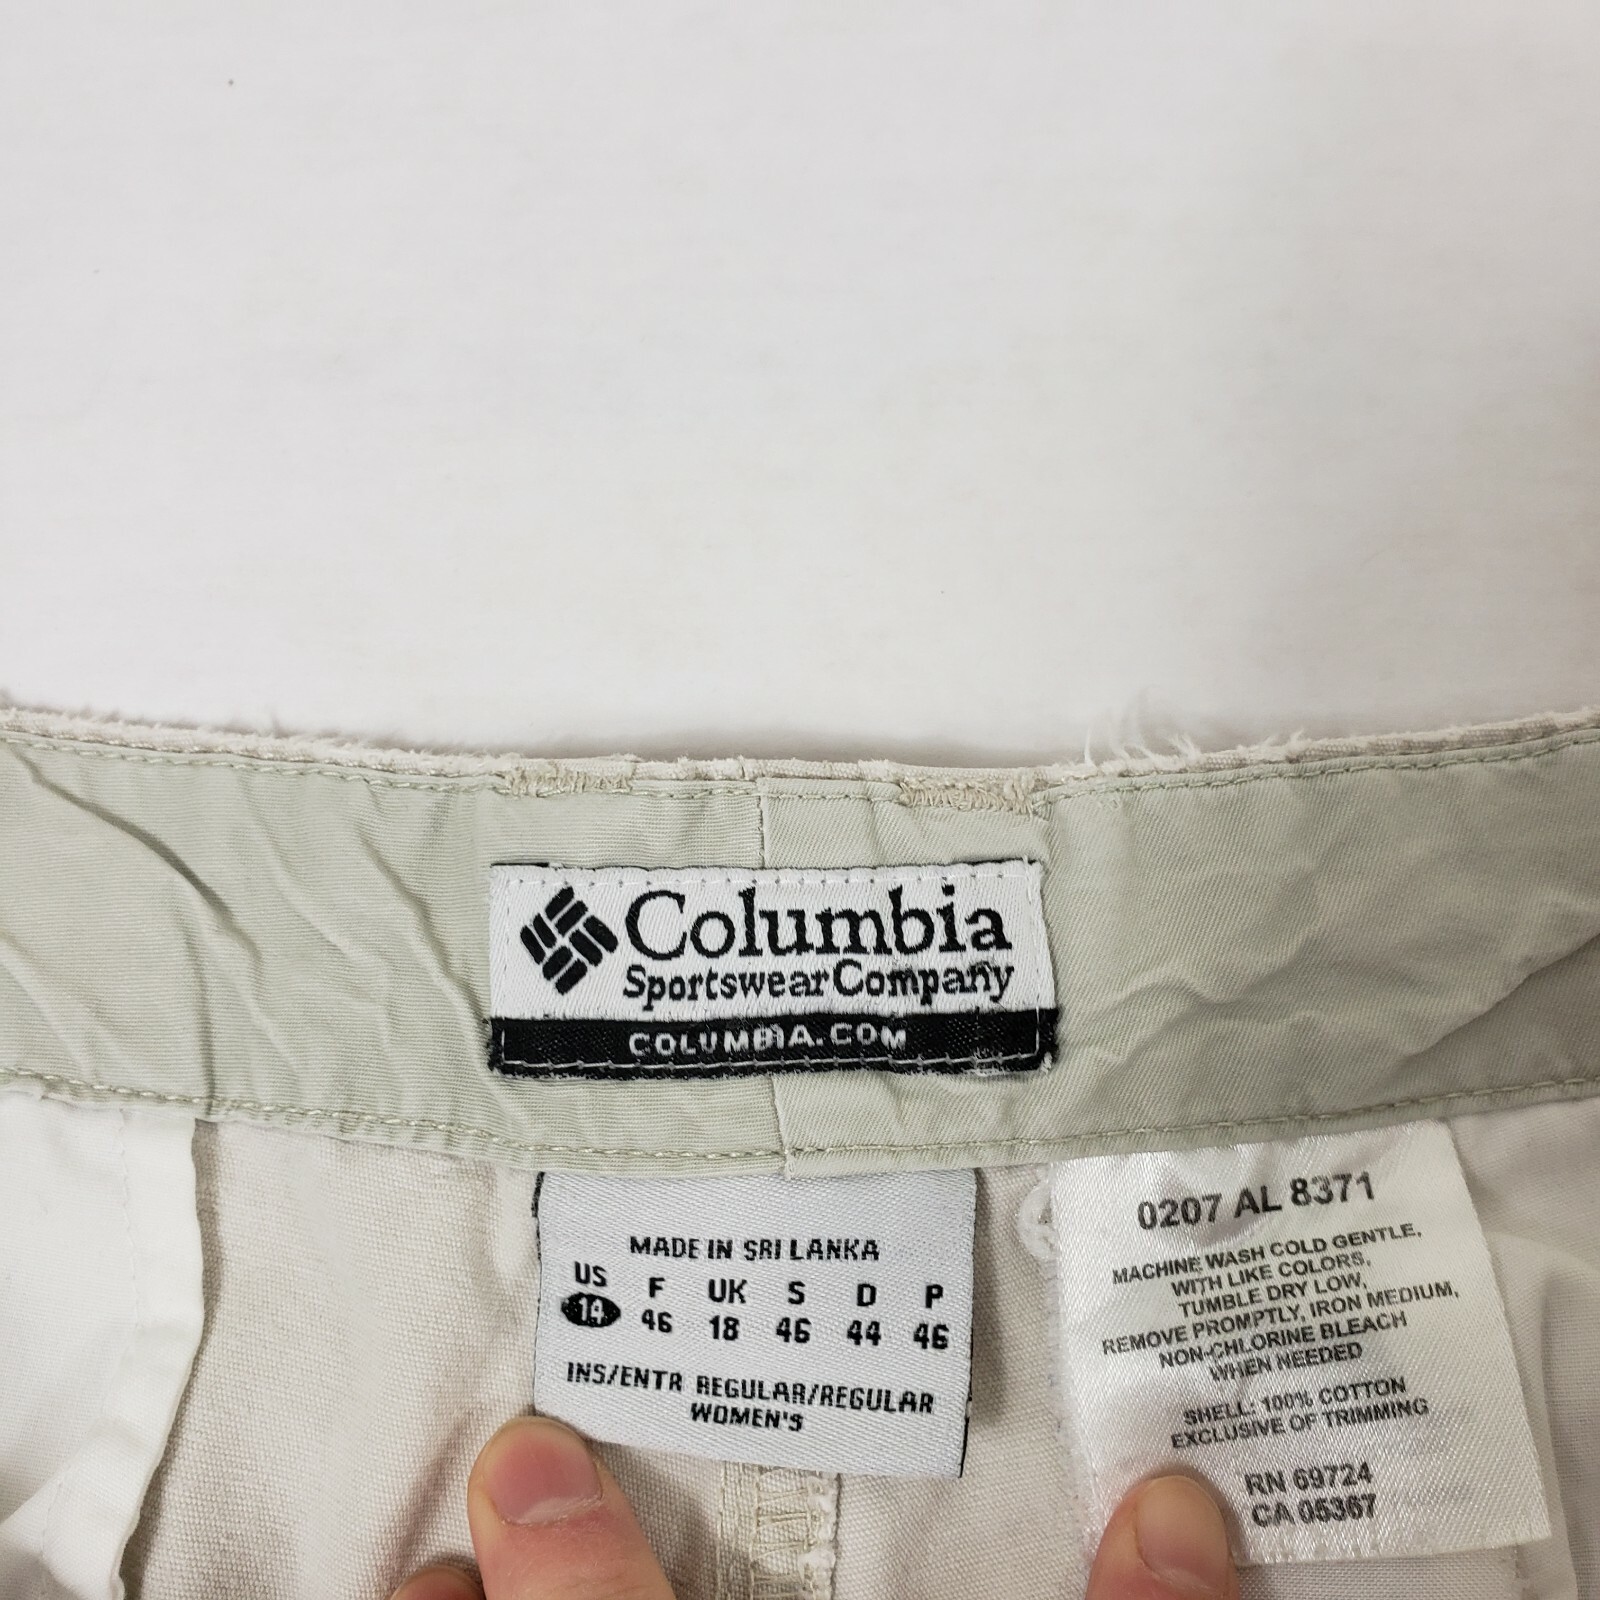 Columbia
Sportswear Company
COLUMBIA.COM
MADE IN SRI LANKA
US F UK S D P
14 46 18 46 44 46
INS/ENTR REGULAR/REGULAR
WOMEN'S
0207 AL 8371
MACHINE WASH COLD GENTLE,
WITH LIKE COLORS,
TUMBLE DRY LOW,
REMOVE PROMPTLY, IRON MEDIUM,
NON-CHLORINE BLEACH
WHEN NEEDED
SHELL: 100% COTTON
EXCLUSIVE OF TRIMMING
RN 69724
CA 05367